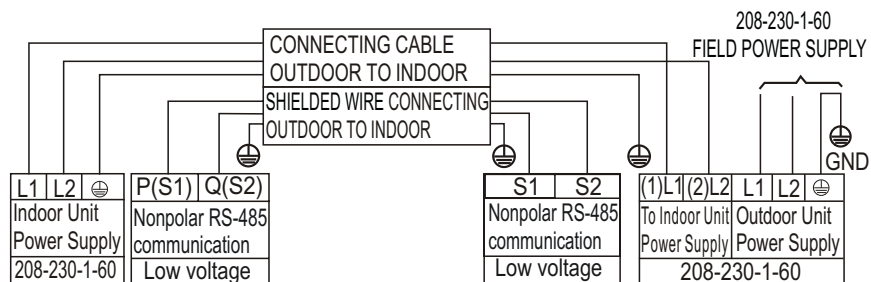 208-230-1-60
FIELD POWER SUPPLY
CONNECTING CABLE
OUTDOOR TO INDOOR
SHIELDED WIRE CONNECTING
OUTDOOR TO INDOOR
GND
L1 L2
Indoor Unit
Power Supply
208-230-1-60
P(S1) Q(S2)
Nonpolar RS-485
communication
Low voltage
S1 S2
Nonpolar RS-485
communication
Low voltage
(1)L1 (2)L2 L1 L2
To Indoor Unit
Power Supply
Outdoor Unit
Power Supply
208-230-1-60